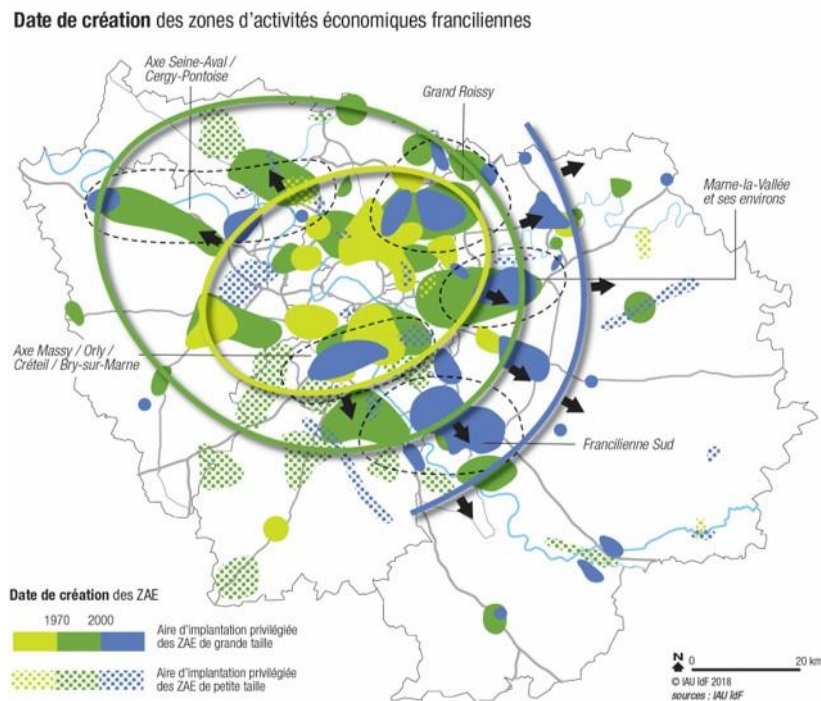 Date de création des zones d'activités économiques franciliennes
Axe Seine-Aval /
Cergy-Pontoise
Grand Roissy
Marne-la-Vallée
et ses environs
Axe Massy / Orly /
Créteil / Bry-sur-Marne
Francilienne Sud
Date de création des ZAE
1970 2000
Aire d'implantation privilégiée
des ZAE de grande taille
Aire d'implantation privilégiée
des ZAE de petite taille
N
0 20 km
© IAU îdF 2018
sources : IAU îdF